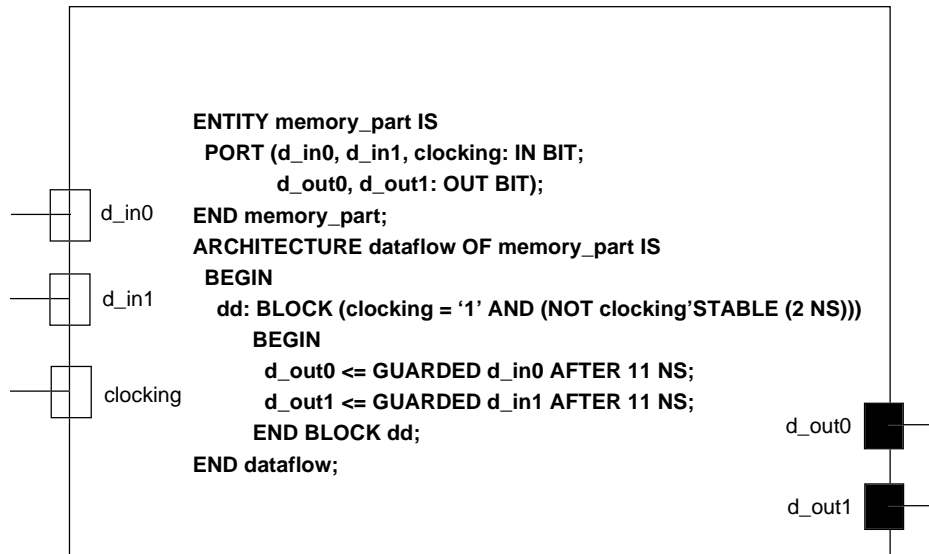 ENTITY memory_part IS
PORT (d_in0, d_in1, clocking: IN BIT;
d_out0, d_out1: OUT BIT);
END memory_part;
ARCHITECTURE dataflow OF memory_part IS
BEGIN
dd: BLOCK (clocking = ‘1’ AND (NOT clocking’STABLE (2 NS)))
BEGIN
d_out0 <= GUARDED d_in0 AFTER 11 NS;
d_out1 <= GUARDED d_in1 AFTER 11 NS;
END BLOCK dd;
END dataflow;
d_in0
d_in1
clocking
d_out0
d_out1